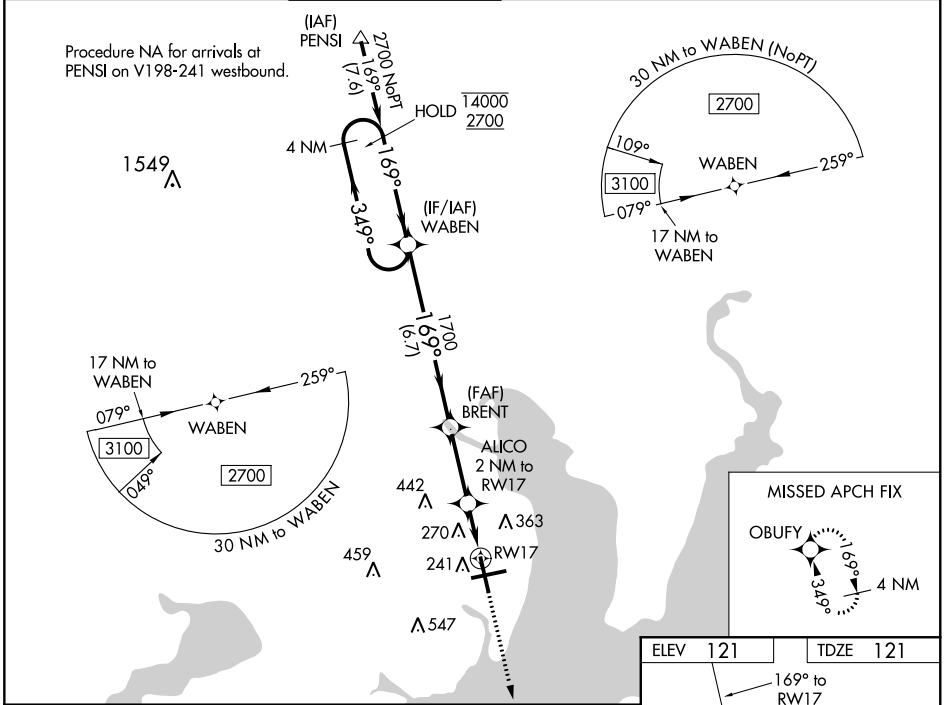 Procedure NA for arrivals at
PENSI on V198-241 westbound.
(IAF)
PENSI
2700 NoPT
169°
(7.6)
HOLD
14000
2700
4 NM
169°
349°
1549
(IF/IAF)
WABEN
1700
169°
(6.7)
30 NM to WABEN (NoPT)
2700
109°
3100
WABEN
259°
079°
17 NM to
WABEN
17 NM to
WABEN
079°
259°
WABEN
3100
2700
049°
30 NM to WABEN
(FAF)
BRENT
ALICO
2 NM to
RW17
442
270
363
241
RW17
459
547
MISSED APCH FIX
OBUFY
169°
349°
4 NM
ELEV 121
TDZE 121
169° to
RW17